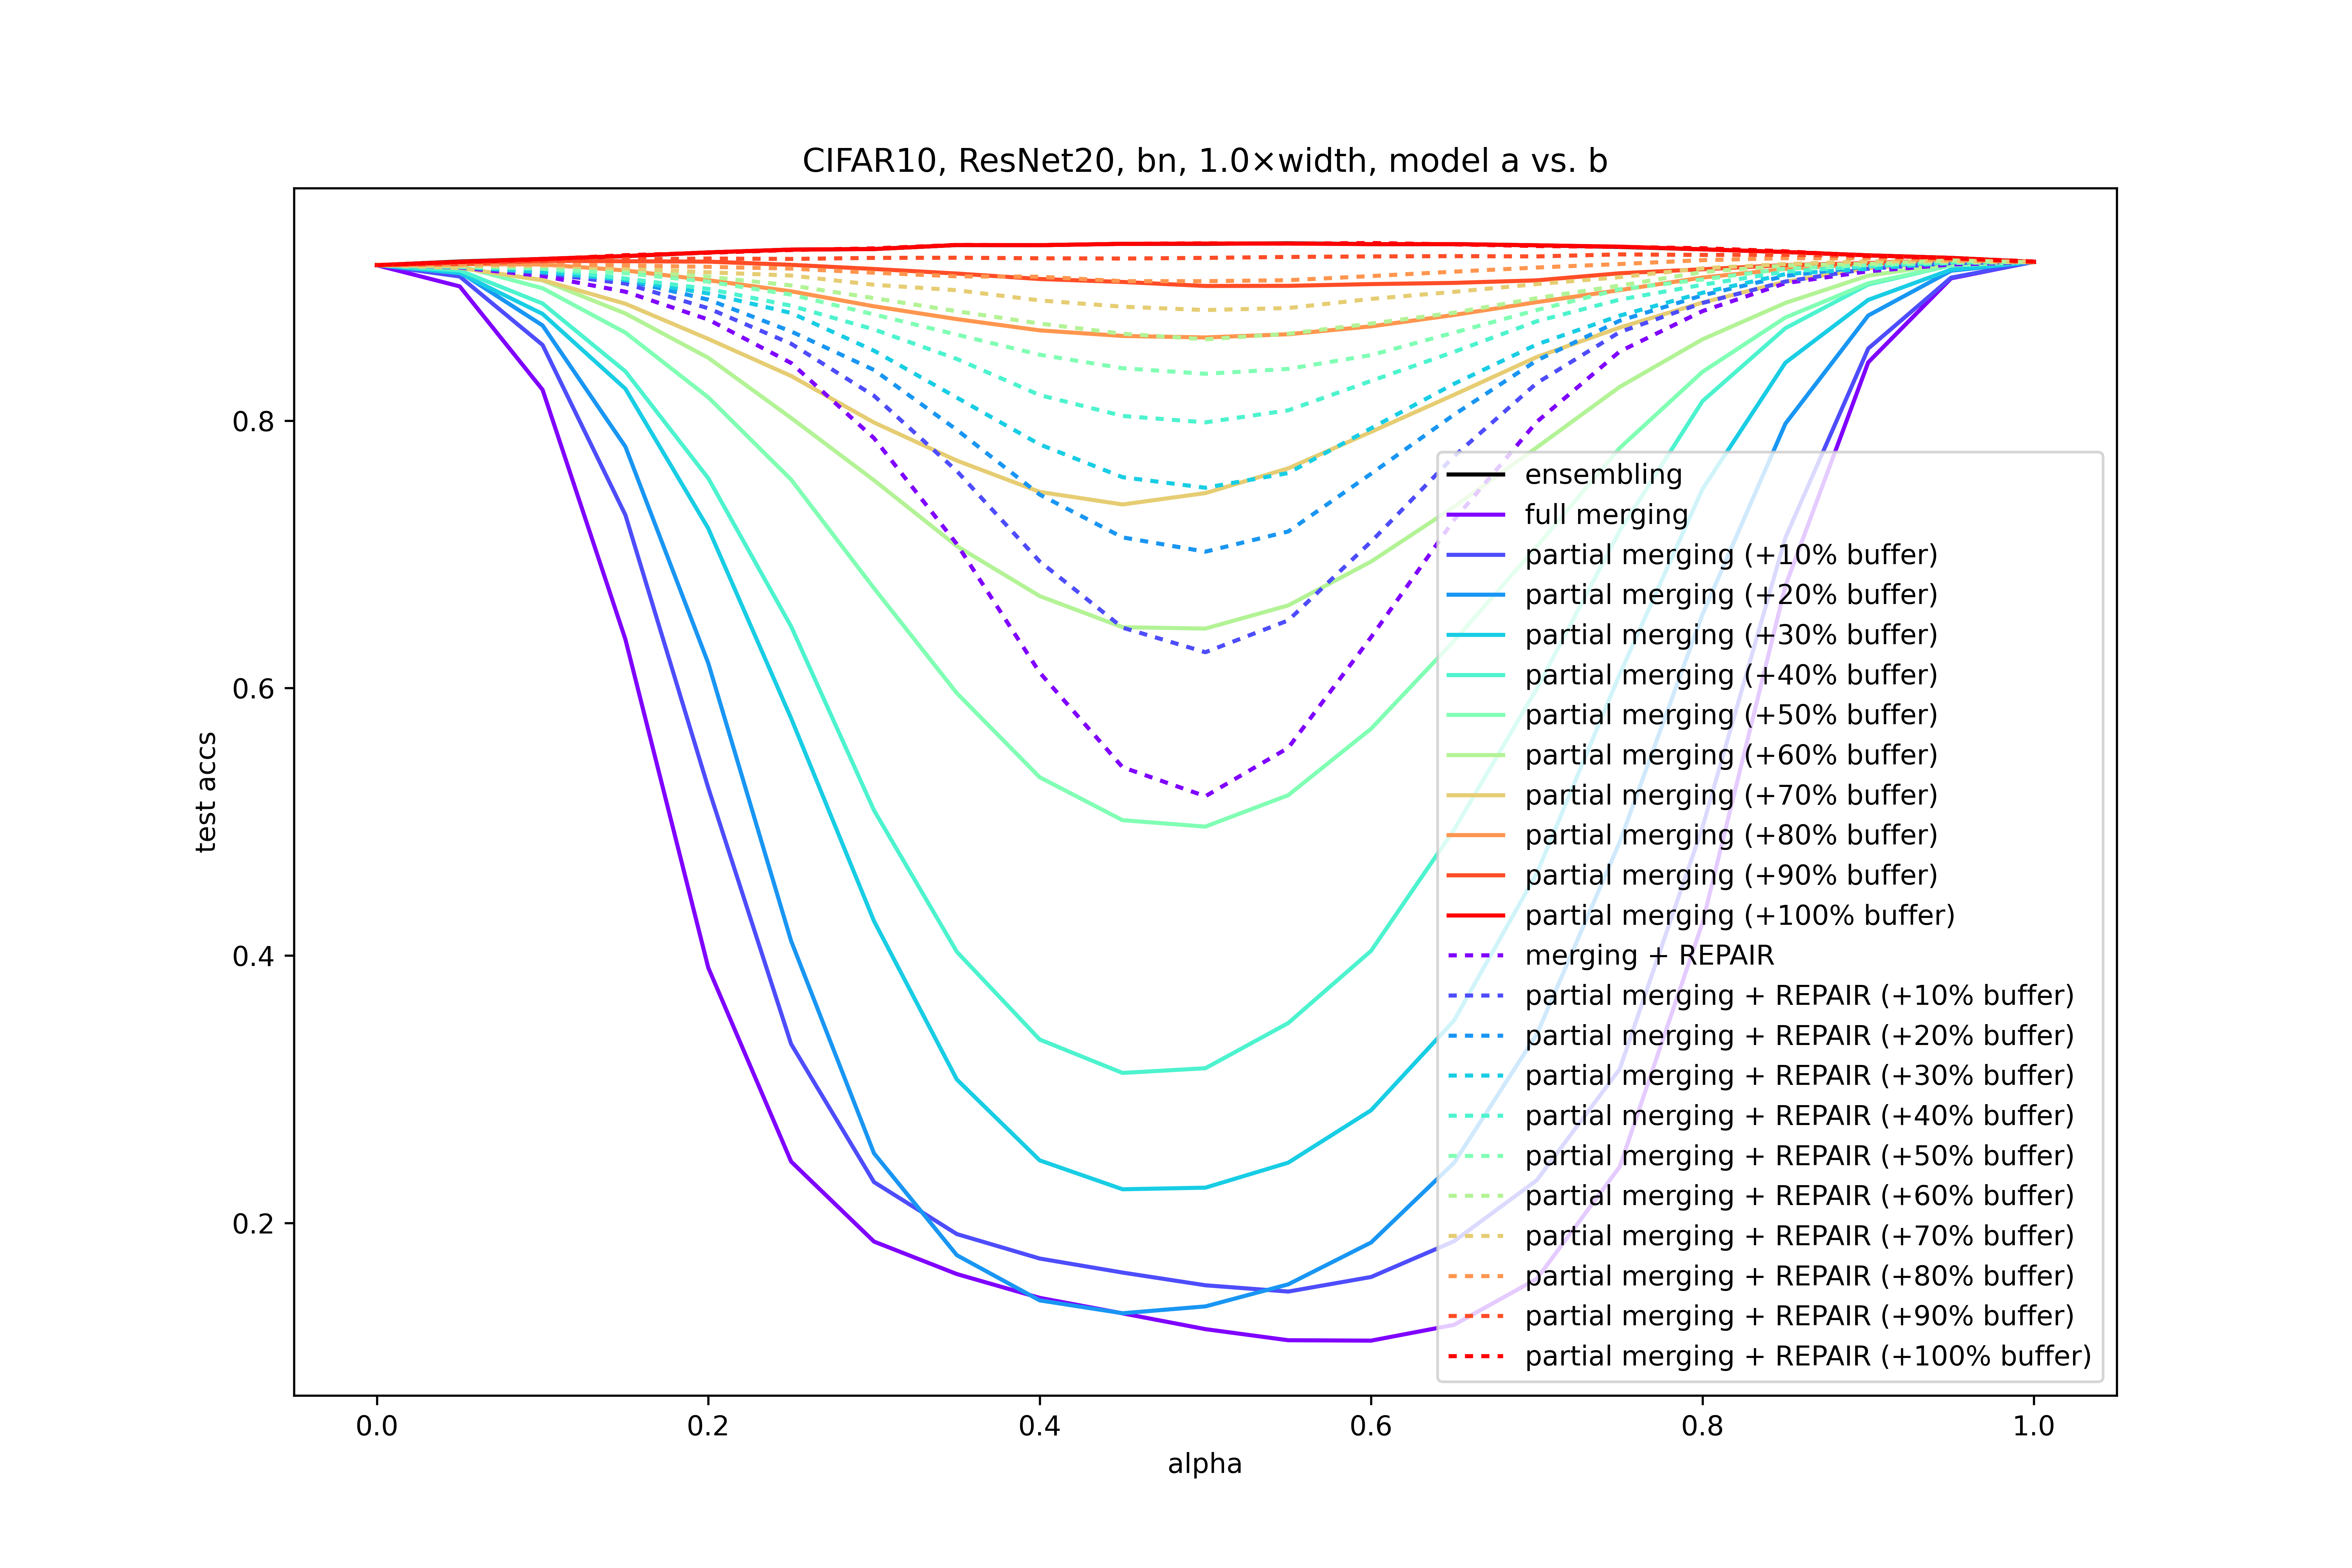 CIFAR10, ResNet20, bn, 1.0×width, model a vs. b
test accs
0.8
0.6
0.4
0.2
0.0
0.2
0.4
0.6
0.8
1.0
alpha
ensembling
full merging
partial merging (+10% buffer)
partial merging (+20% buffer)
partial merging (+30% buffer)
partial merging (+40% buffer)
partial merging (+50% buffer)
partial merging (+60% buffer)
partial merging (+70% buffer)
partial merging (+80% buffer)
partial merging (+90% buffer)
partial merging (+100% buffer)
merging + REPAIR
partial merging + REPAIR (+10% buffer)
partial merging + REPAIR (+20% buffer)
partial merging + REPAIR (+30% buffer)
partial merging + REPAIR (+40% buffer)
partial merging + REPAIR (+50% buffer)
partial merging + REPAIR (+60% buffer)
partial merging + REPAIR (+70% buffer)
partial merging + REPAIR (+80% buffer)
partial merging + REPAIR (+90% buffer)
partial merging + REPAIR (+100% buffer)